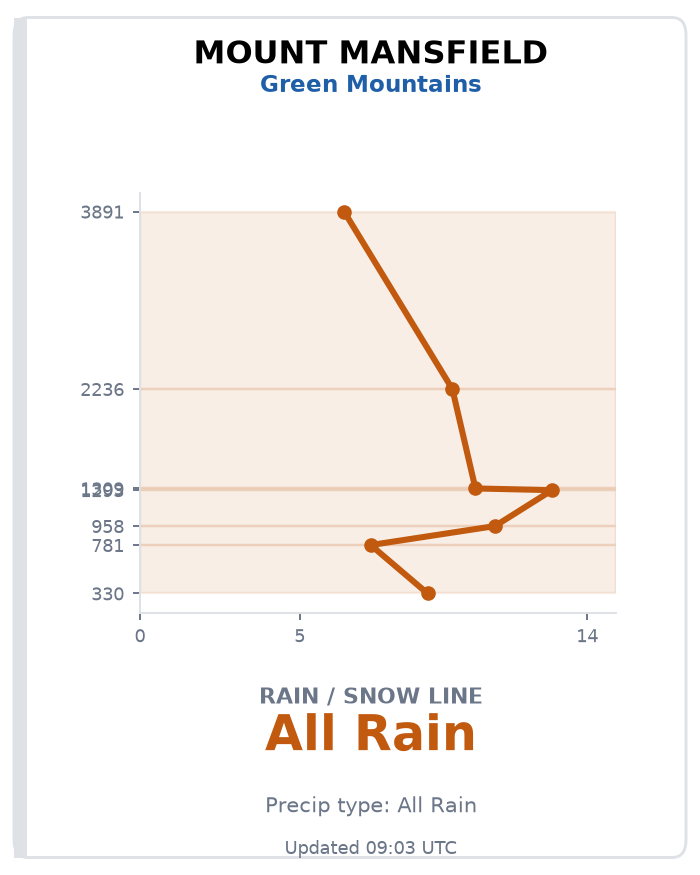 MOUNT MANSFIELD
Green Mountains
3891
2236
958
781
330
0 5 14
RAIN / SNOW LINE
All Rain
Precip type: All Rain
Updated 09:03 UTC